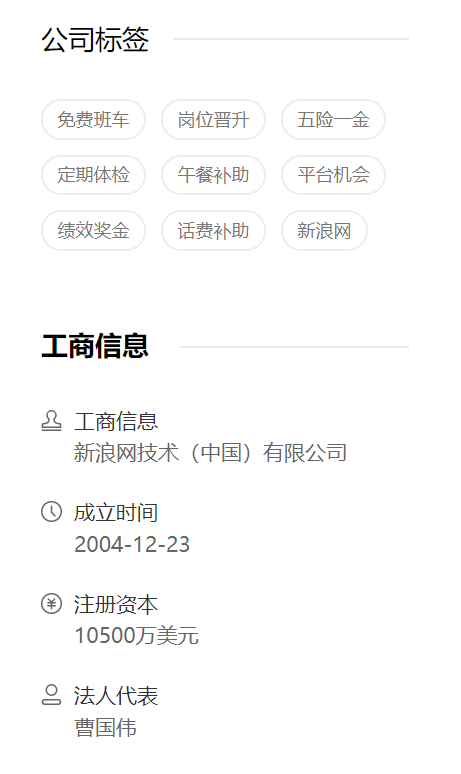 公司标签
免费班车 岗位晋升 五险一金
定期体检 午餐补助 平台机会
绩效奖金 话费补助 新浪网
工商信息
工商信息
新浪网技术（中国）有限公司
成立时间
2004-12-23
注册资本
10500万美元
法人代表
曹国伟